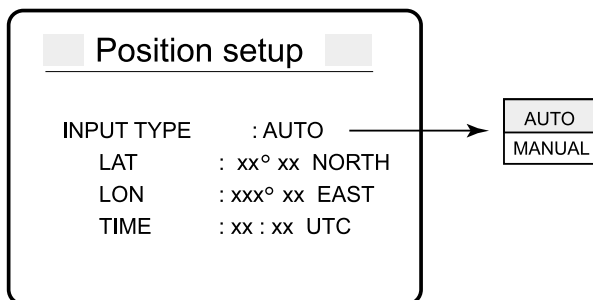 Position setup
INPUT TYPE : AUTO
LAT : xx° xx NORTH
LON : xxx° xx EAST
TIME : xx : xx UTC
AUTO
MANUAL